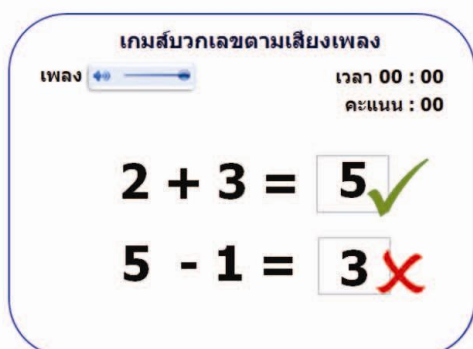 เกมส์บวกเลขตามเสียงเพลง
เพลง
เวลา 00 : 00
คะแนน : 00
2 + 3 = 5
5 - 1 = 3